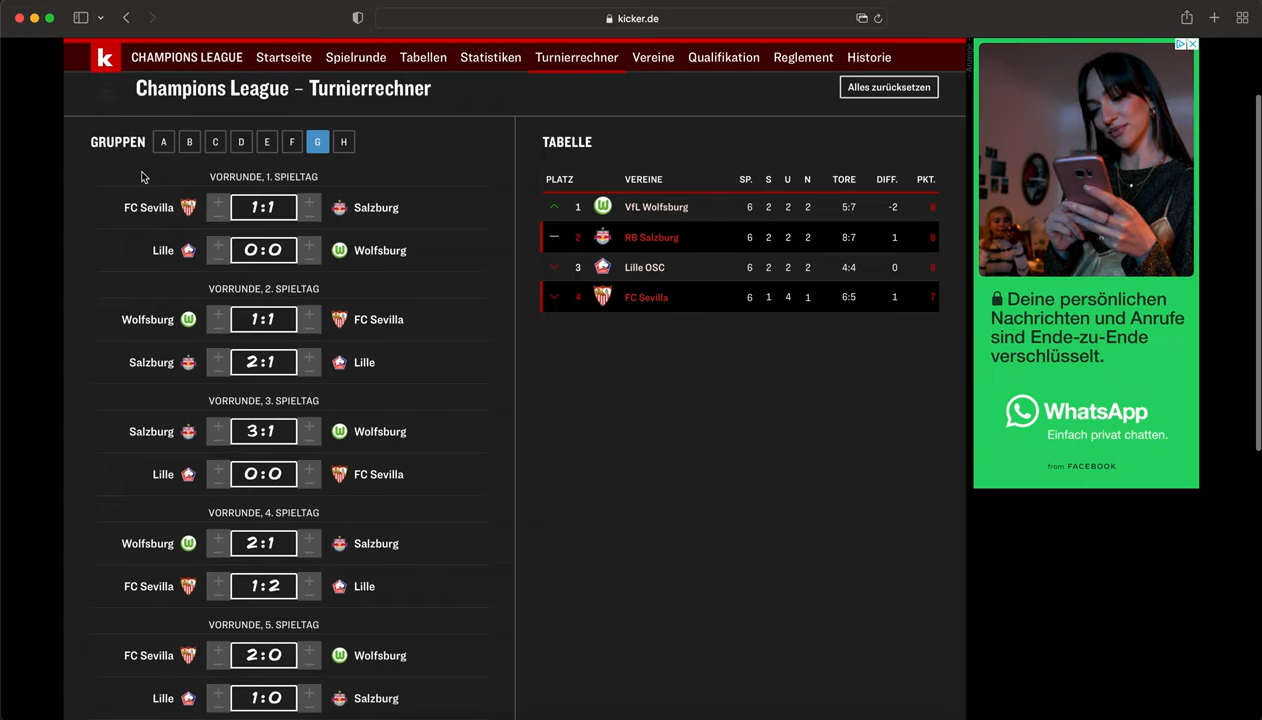 kicker.de
k CHAMPIONS LEAGUE Startseite Spielrunde Tabellen Statistiken Turnierrechner Vereine Qualifikation Reglement Historie
Champions League – Turnierrechner
Alles zurücksetzen
GRUPPEN A B C D E F G H
VORRUNDE, 1. SPIELTAG
FC Sevilla + − 1:1 + − Salzburg
Lille + − 0:0 + − Wolfsburg
VORRUNDE, 2. SPIELTAG
Wolfsburg + − 1:1 + − FC Sevilla
Salzburg + − 2:1 + − Lille
VORRUNDE, 3. SPIELTAG
Salzburg + − 3:1 + − Wolfsburg
Lille + − 0:0 + − FC Sevilla
VORRUNDE, 4. SPIELTAG
Wolfsburg + − 2:1 + − Salzburg
FC Sevilla + − 1:2 + − Lille
VORRUNDE, 5. SPIELTAG
FC Sevilla + − 2:0 + − Wolfsburg
Lille + − 1:0 + − Salzburg
TABELLE
PLATZ VEREINE SP. S U N TORE DIFF. PKT.
1 VfL Wolfsburg 6 2 2 2 5:7 -2 8
2 RB Salzburg 6 2 2 2 8:7 1 8
3 Lille OSC 6 2 2 2 4:4 0 8
4 FC Sevilla 6 1 4 1 6:5 1 7
- Anzeige -
Deine persönlichen
Nachrichten und Anrufe
sind Ende-zu-Ende
verschlüsselt.
WhatsApp
Einfach privat chatten.
from FACEBOOK